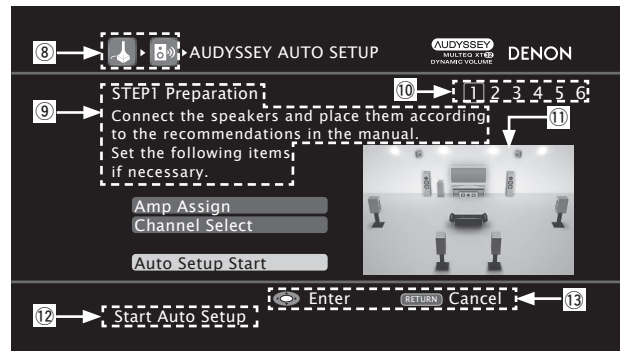 ⑧ AUDYSSEY AUTO SETUP AUDYSSEY
MULTEQ XT32
DYNAMIC VOLUME
DENON
⑨ STEP1 Preparation
⑩ 1 2 3 4 5 6
Connect the speakers and place them according
to the recommendations in the manual.
Set the following items
if necessary.
⑪
Amp Assign
Channel Select
Auto Setup Start
Enter RETURN Cancel ⑬
⑫ Start Auto Setup